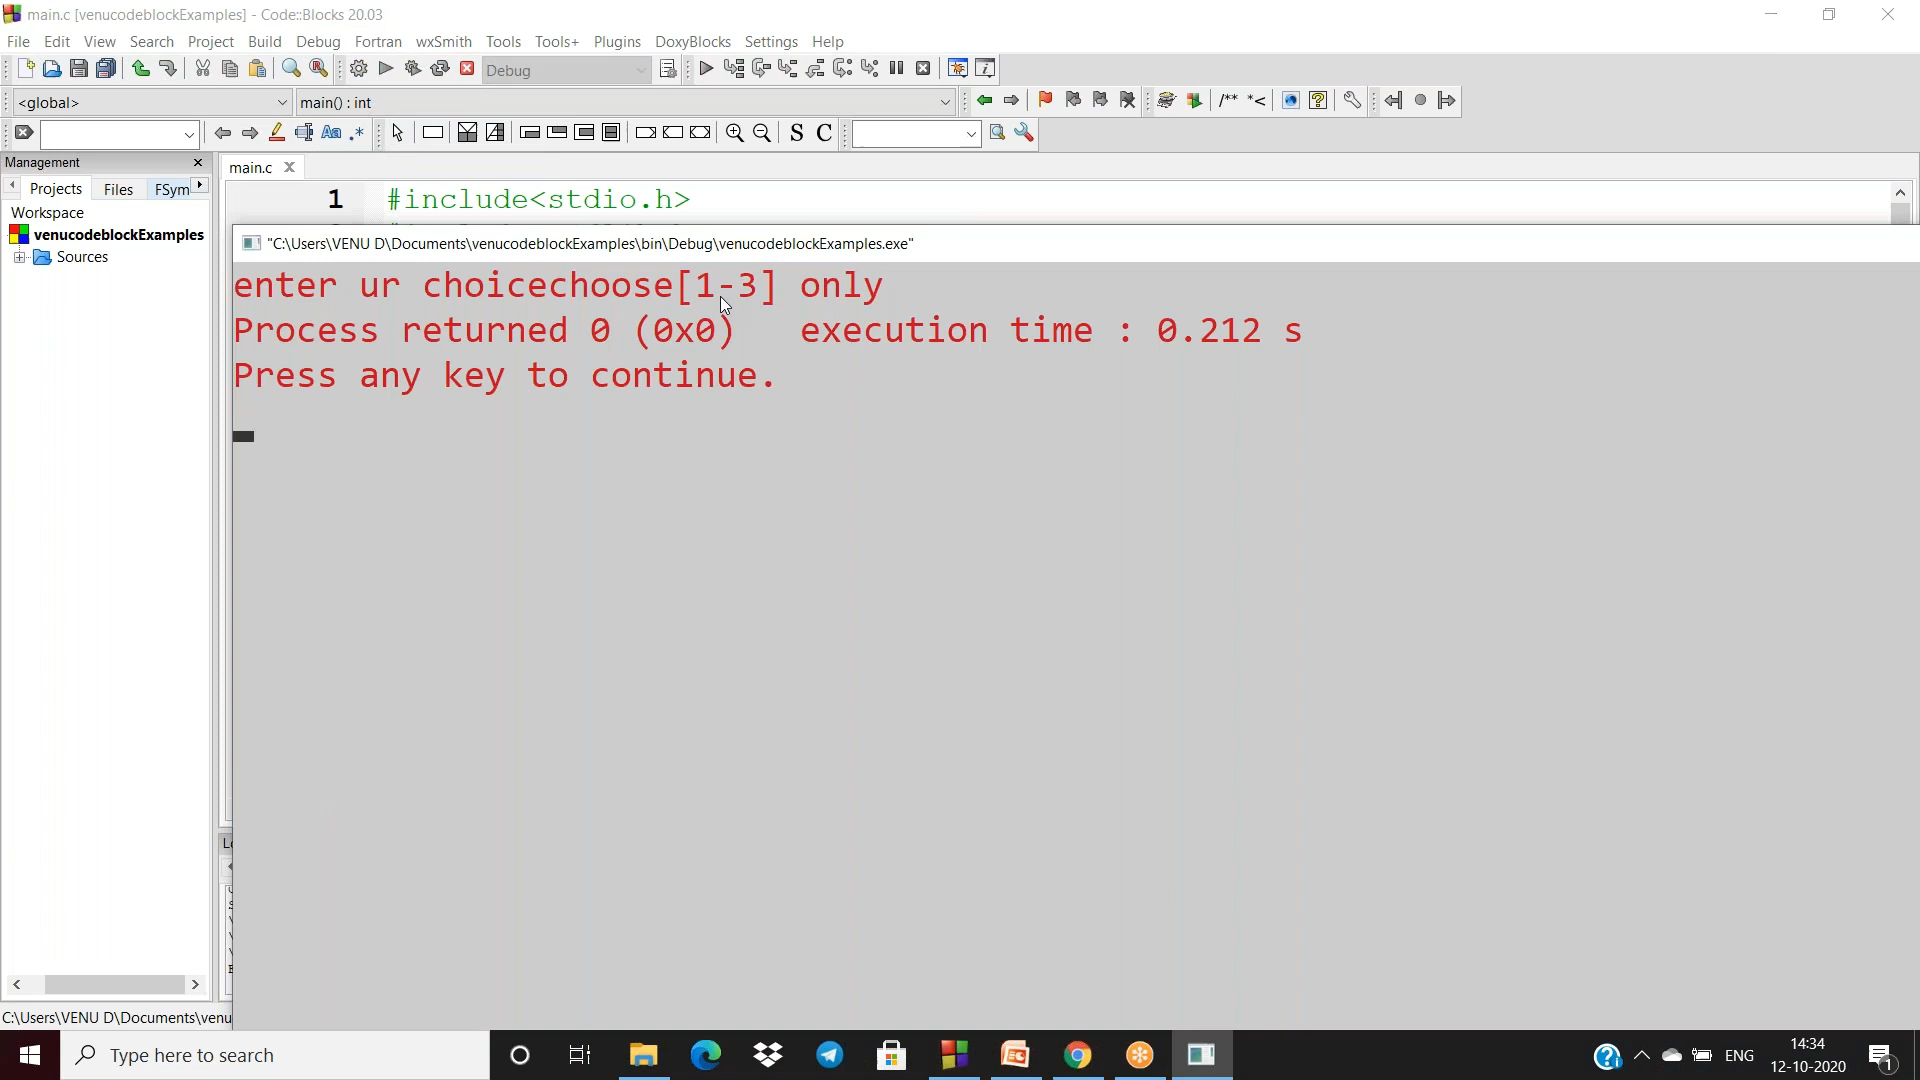 main.c [venucodeblockExamples] - Code::Blocks 20.03
File Edit View Search Project Build Debug Fortran wxSmith Tools Tools+ Plugins DoxyBlocks Settings Help
Debug
<global> main() : int
/** *<
Aa .* S C
Management
main.c
Projects Files FSym
1 #include<stdio.h>
Workspace
venucodeblockExamples
Sources
"C:\Users\VENU D\Documents\venucodeblockExamples\bin\Debug\venucodeblockExamples.exe"
enter ur choicechoose[1-3] only
Process returned 0 (0x0)   execution time : 0.212 s
Press any key to continue.
C:\Users\VENU D\Documents\venu
Type here to search
ENG
14:34
12-10-2020
1